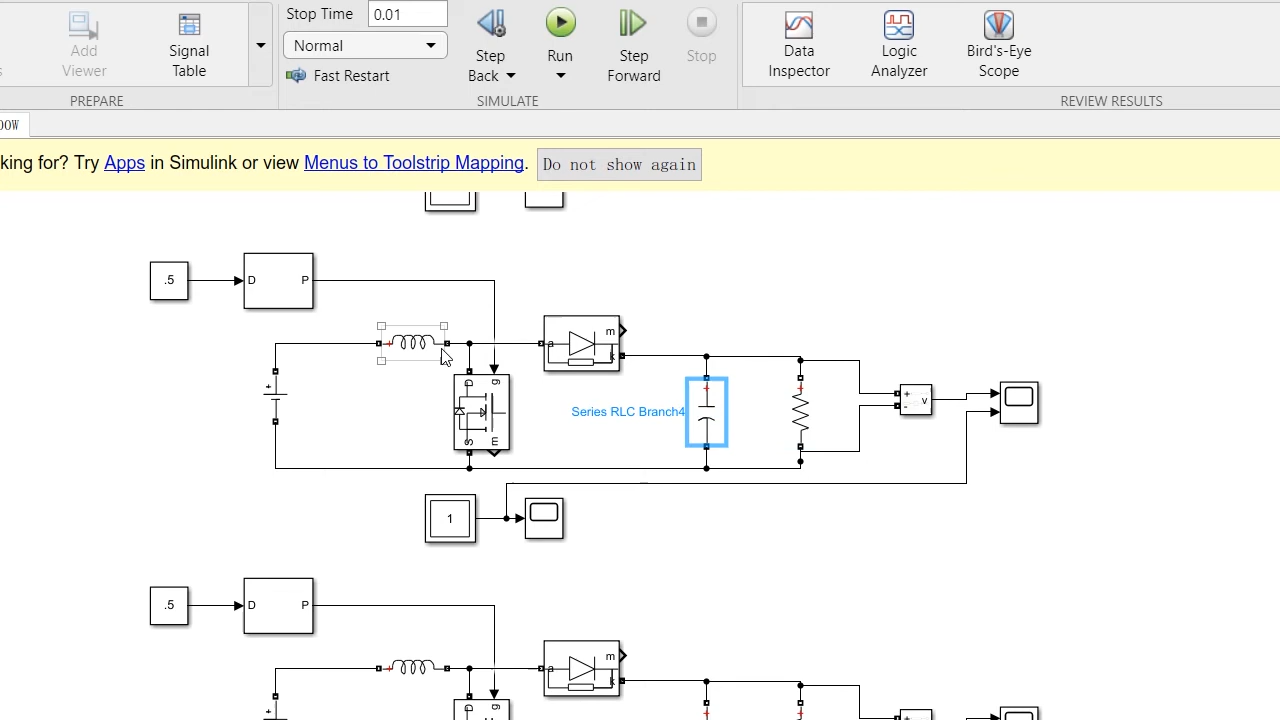 Stop Time 0.01
Add Viewer
Signal Table
Normal
Fast Restart
Step Back
Run
Step Forward
Stop
Data Inspector
Logic Analyzer
Bird's-Eye Scope
PREPARE
SIMULATE
REVIEW RESULTS
OOW
king for? Try Apps in Simulink or view Menus to Toolstrip Mapping. Do not show again
.5 D P
m
+ a k
D g
+
Series RLC Branch4
+ +
+ - v
S m
1
.5 D P
m
+ a k
D g
+
+ +